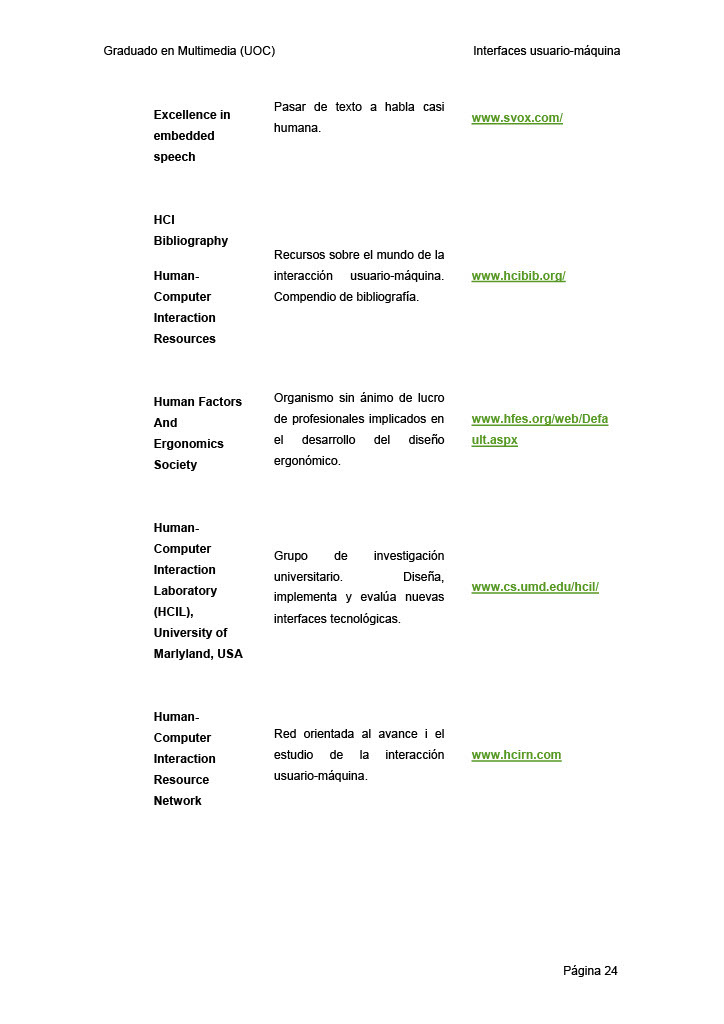 Graduado en Multimedia (UOC)
Interfaces usuario-máquina
Excellence in
embedded
speech
Pasar de texto a habla casi
humana.
www.svox.com/
HCI
Bibliography
Human-
Computer
Interaction
Resources
Recursos sobre el mundo de la
interacción usuario-máquina.
Compendio de bibliografía.
www.hcibib.org/
Human Factors
And
Ergonomics
Society
Organismo sin ánimo de lucro
de profesionales implicados en
el desarrollo del diseño
ergonómico.
www.hfes.org/web/Defa
ult.aspx
Human-
Computer
Interaction
Laboratory
(HCIL),
University of
Marlyland, USA
Grupo de investigación
universitario. Diseña,
implementa y evalúa nuevas
interfaces tecnológicas.
www.cs.umd.edu/hcil/
Human-
Computer
Interaction
Resource
Network
Red orientada al avance i el
estudio de la interacción
usuario-máquina.
www.hcirn.com
Página 24